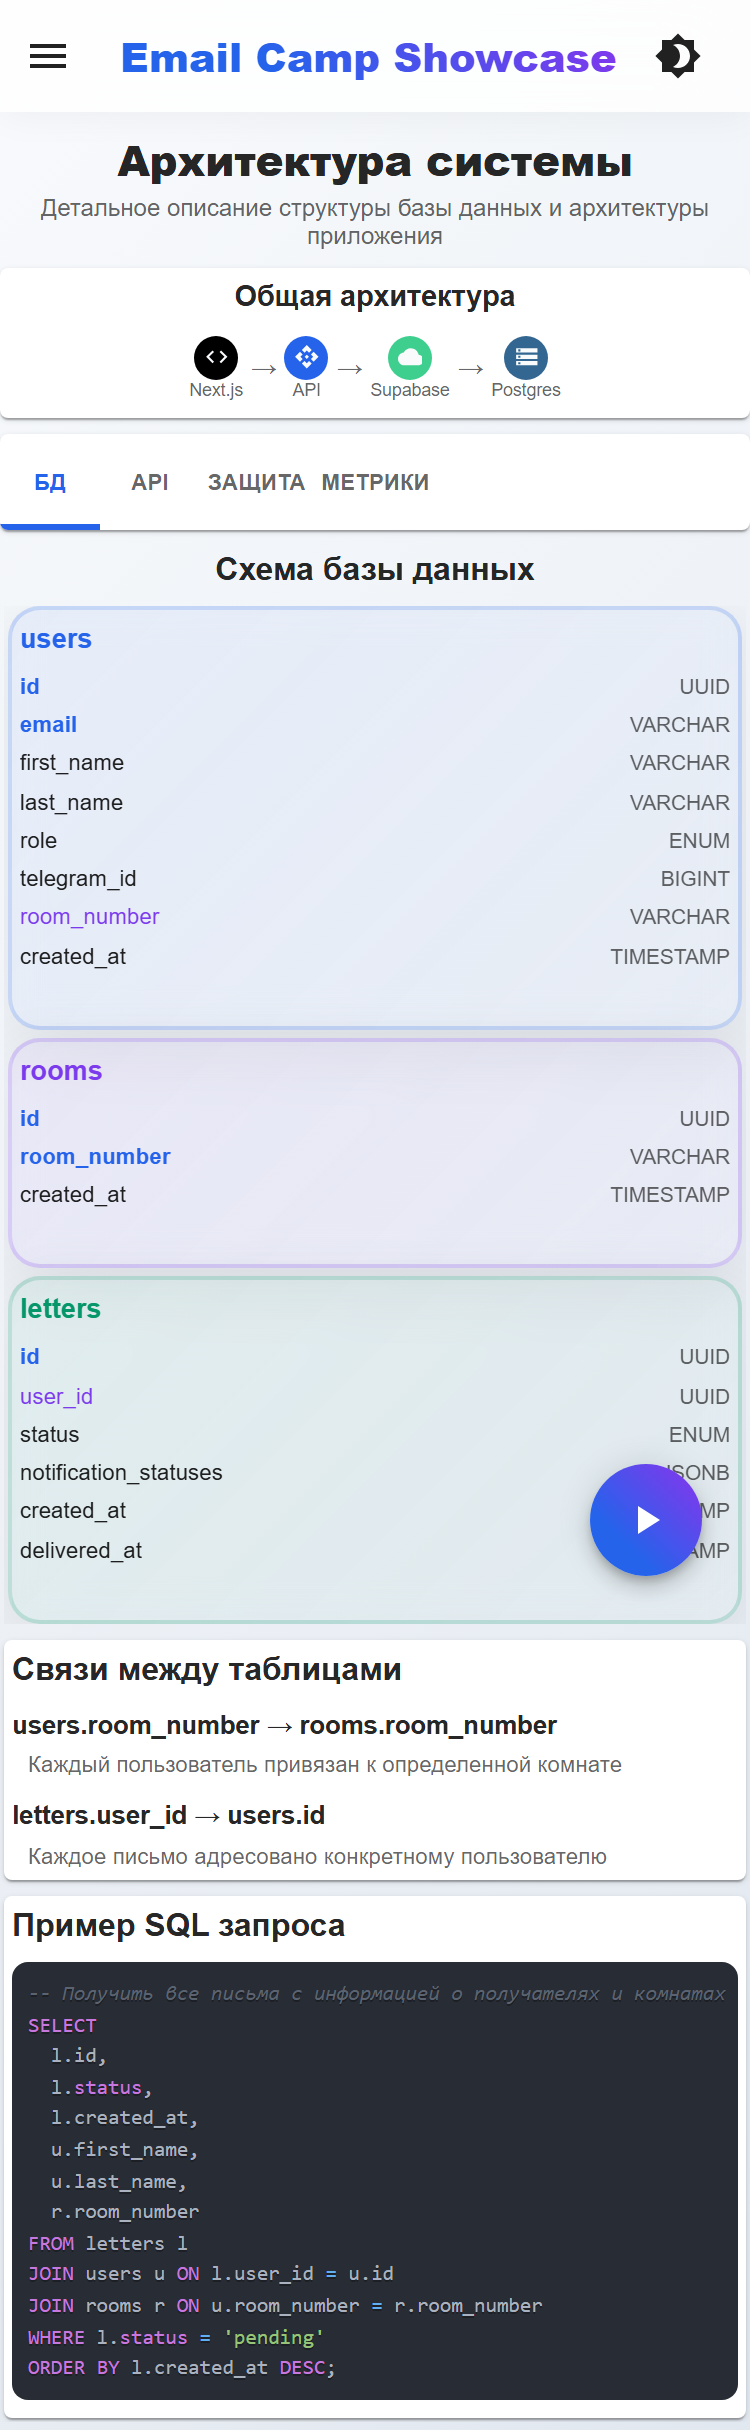 Email Camp Showcase
Архитектура системы
Детальное описание структуры базы данных и архитектуры
приложения
Общая архитектура
Next.js → API → Supabase → Postgres
БД API ЗАЩИТА МЕТРИКИ
Схема базы данных
users
id UUID
email VARCHAR
first_name VARCHAR
last_name VARCHAR
role ENUM
telegram_id BIGINT
room_number VARCHAR
created_at TIMESTAMP
rooms
id UUID
room_number VARCHAR
created_at TIMESTAMP
letters
id UUID
user_id UUID
status ENUM
notification_statuses
created_at
delivered_at
Связи между таблицами
users.room_number → rooms.room_number
Каждый пользователь привязан к определенной комнате
letters.user_id → users.id
Каждое письмо адресовано конкретному пользователю
Пример SQL запроса
-- Получить все письма с информацией о получателях и комнатах
SELECT
l.id,
l.status,
l.created_at,
u.first_name,
u.last_name,
r.room_number
FROM letters l
JOIN users u ON l.user_id = u.id
JOIN rooms r ON u.room_number = r.room_number
WHERE l.status = 'pending'
ORDER BY l.created_at DESC;